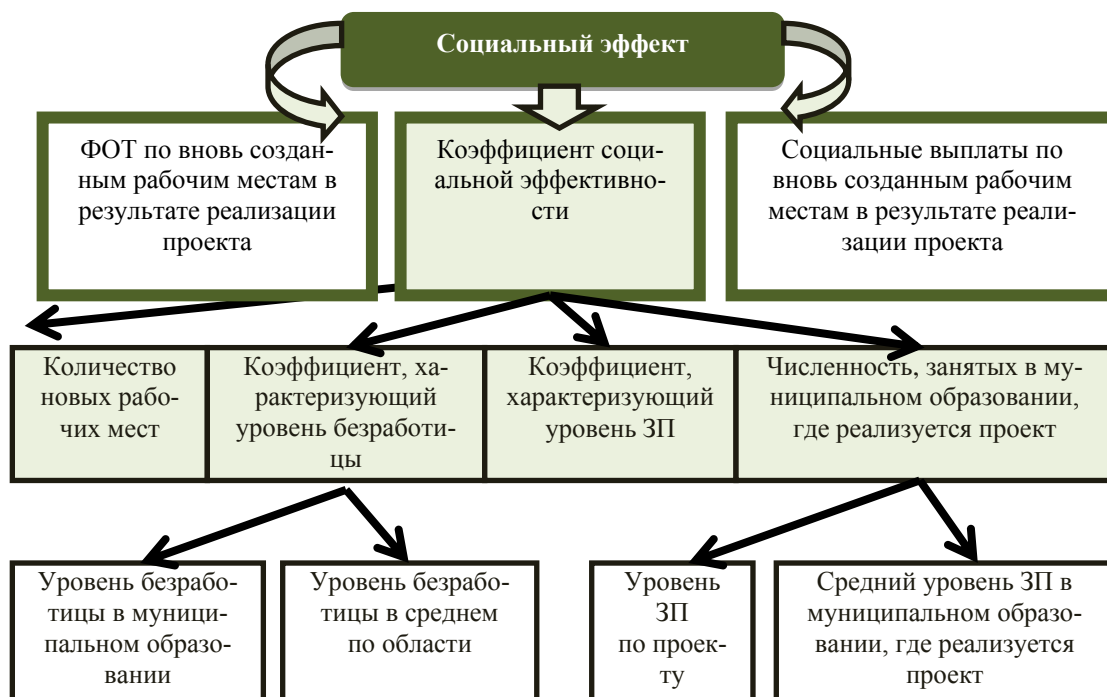 Социальный эффект
ФОТ по вновь создан-
ным рабочим местам в
результате реализации
проекта
Коэффициент соци-
альной эффективно-
сти
Социальные выплаты по
вновь созданным рабочим
местам в результате реали-
зации проекта
Количество
новых рабо-
чих мест
Коэффициент, ха-
рактеризующий
уровень безработи-
цы
Коэффициент,
характеризующий
уровень ЗП
Численность, занятых в му-
ниципальном образовании,
где реализуется проект
Уровень безрабо-
тицы в муници-
пальном образо-
вании
Уровень безрабо-
тицы в среднем
по области
Уровень
ЗП
по проек-
ту
Средний уровень ЗП в
муниципальном образо-
вании, где реализуется
проект